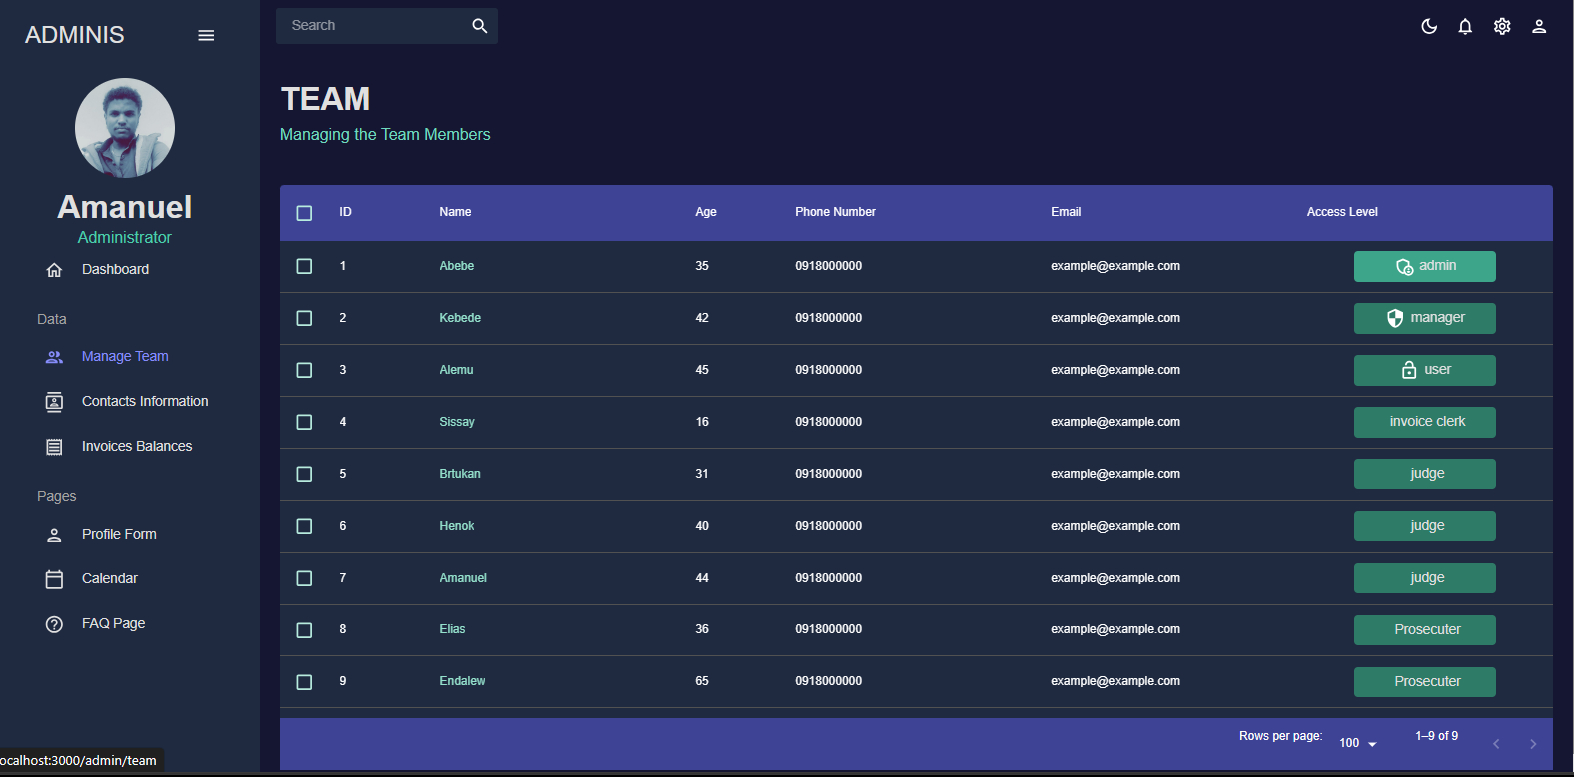 ADMINIS
Search
Amanuel
Administrator
Dashboard
Data
Manage Team
Contacts Information
Invoices Balances
Pages
Profile Form
Calendar
FAQ Page
TEAM
Managing the Team Members
ID Name Age Phone Number Email Access Level
1 Abebe 35 0918000000 example@example.com admin
2 Kebede 42 0918000000 example@example.com manager
3 Alemu 45 0918000000 example@example.com user
4 Sissay 16 0918000000 example@example.com invoice clerk
5 Brtukan 31 0918000000 example@example.com judge
6 Henok 40 0918000000 example@example.com judge
7 Amanuel 44 0918000000 example@example.com judge
8 Elias 36 0918000000 example@example.com Prosecuter
9 Endalew 65 0918000000 example@example.com Prosecuter
Rows per page: 100 1–9 of 9
ocalhost:3000/admin/team